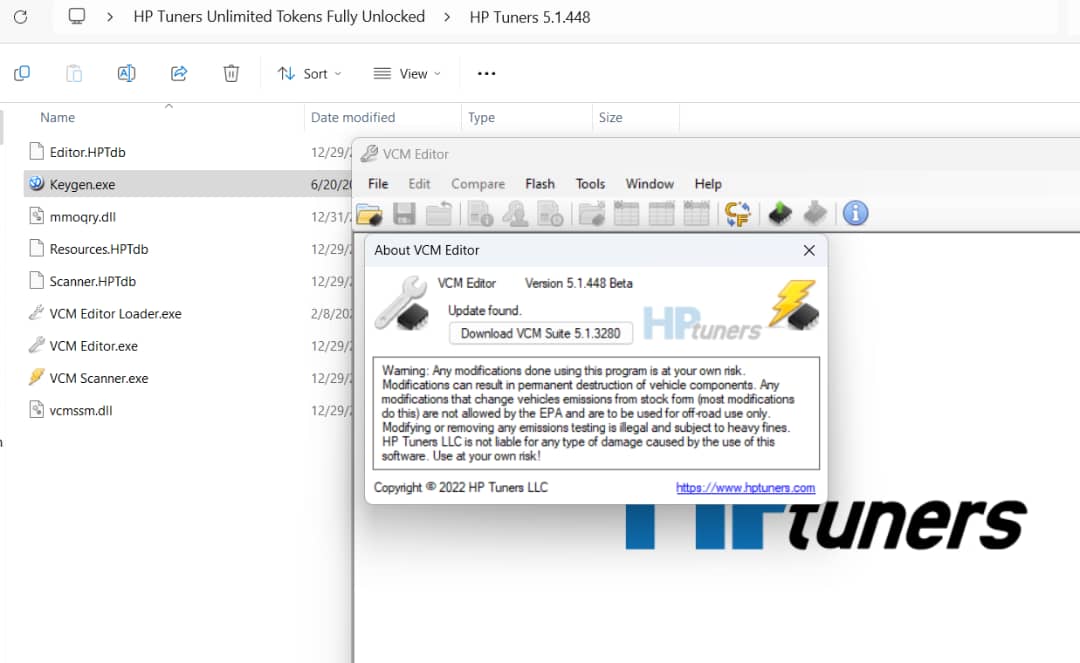 HP Tuners Unlimited Tokens Fully Unlocked > HP Tuners 5.1.448
Sort
View
Name Date modified Type Size
Editor.HPTdb 12/29/
Keygen.exe 6/20/20
mmoqry.dll 12/31/
Resources.HPTdb 12/29/
Scanner.HPTdb 12/29/
VCM Editor Loader.exe 2/8/20
VCM Editor.exe 12/29/
VCM Scanner.exe 12/29/
vcmssm.dll 12/29/
VCM Editor
File Edit Compare Flash Tools Window Help
About VCM Editor
VCM Editor Version 5.1.448 Beta
Update found.
Download VCM Suite 5.1.3280
HPtuners
Warning: Any modifications done using this program is at your own risk.
Modifications can result in permanent destruction of vehicle components. Any
modifications that change vehicles emissions from stock form (most modifications
do this) are not allowed by the EPA and are to be used for off-road use only.
Modifying or removing any emissions testing is illegal and subject to heavy fines.
HP Tuners LLC is not liable for any type of damage caused by the use of this
software. Use at your own risk!
Copyright © 2022 HP Tuners LLC https://www.hptuners.com
HPtuners